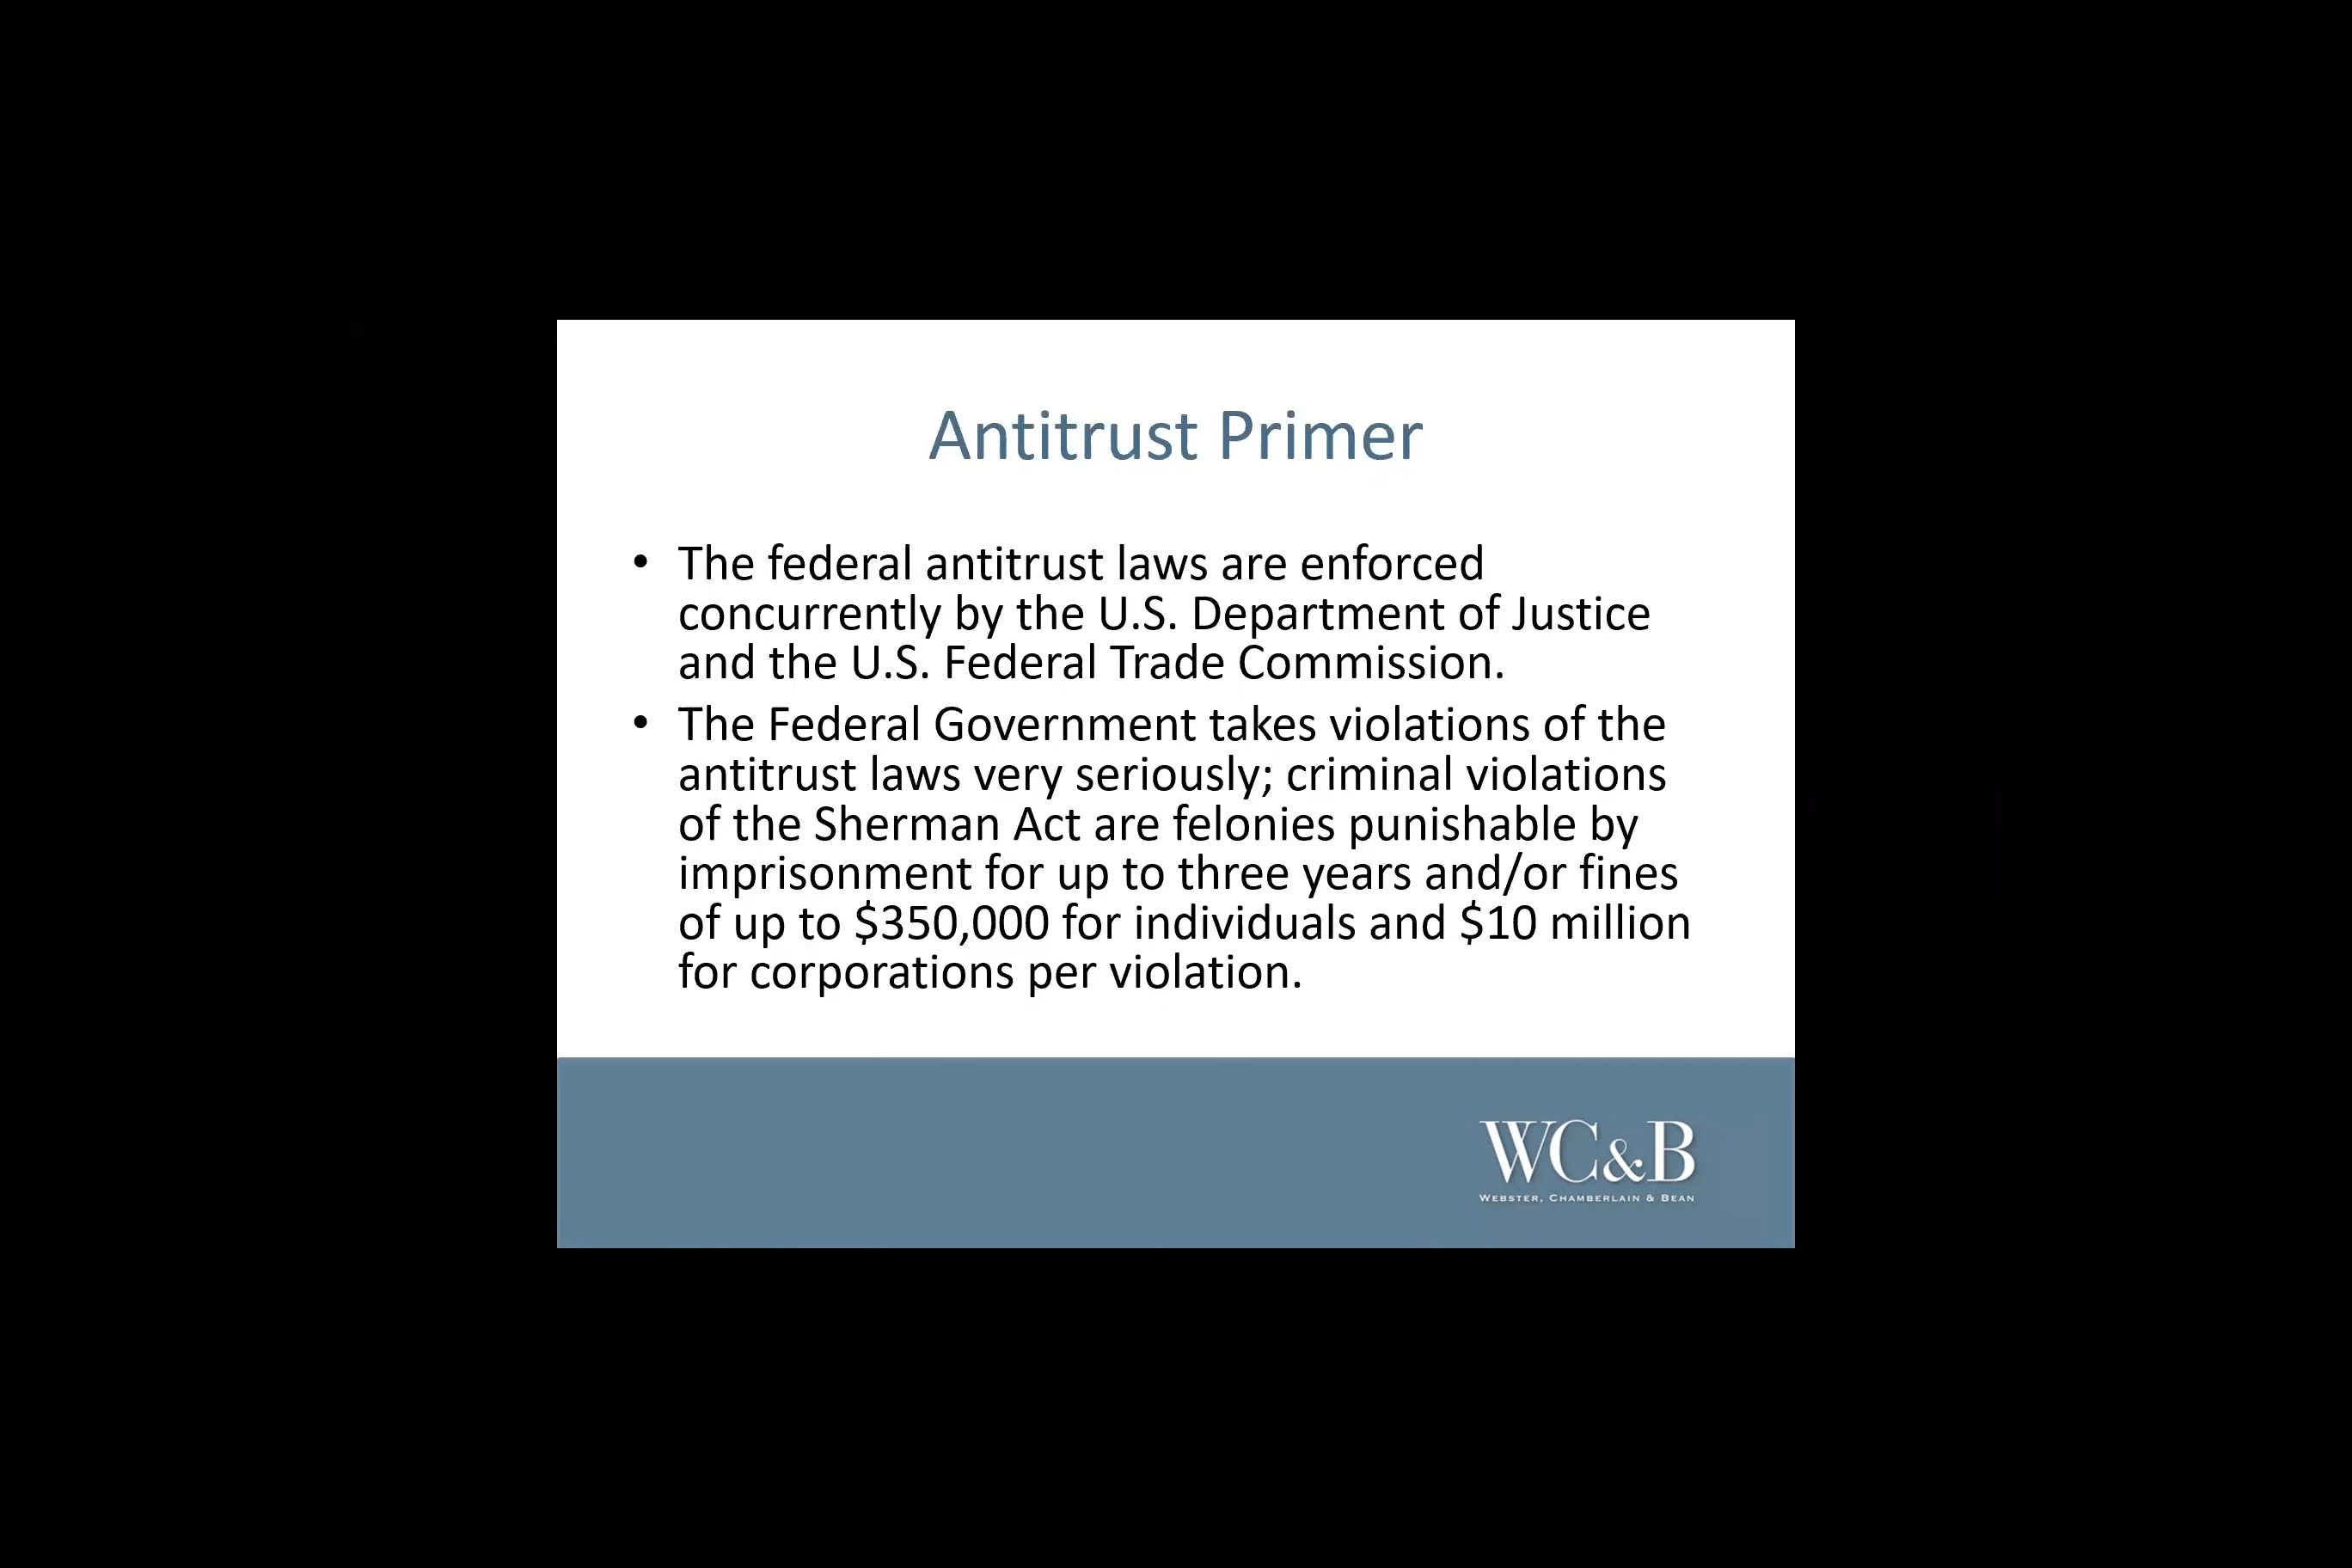 Antitrust Primer
• The federal antitrust laws are enforced
concurrently by the U.S. Department of Justice
and the U.S. Federal Trade Commission.
• The Federal Government takes violations of the
antitrust laws very seriously; criminal violations
of the Sherman Act are felonies punishable by
imprisonment for up to three years and/or fines
of up to $350,000 for individuals and $10 million
for corporations per violation.
WC&B
Webster, Chamberlain & Bean